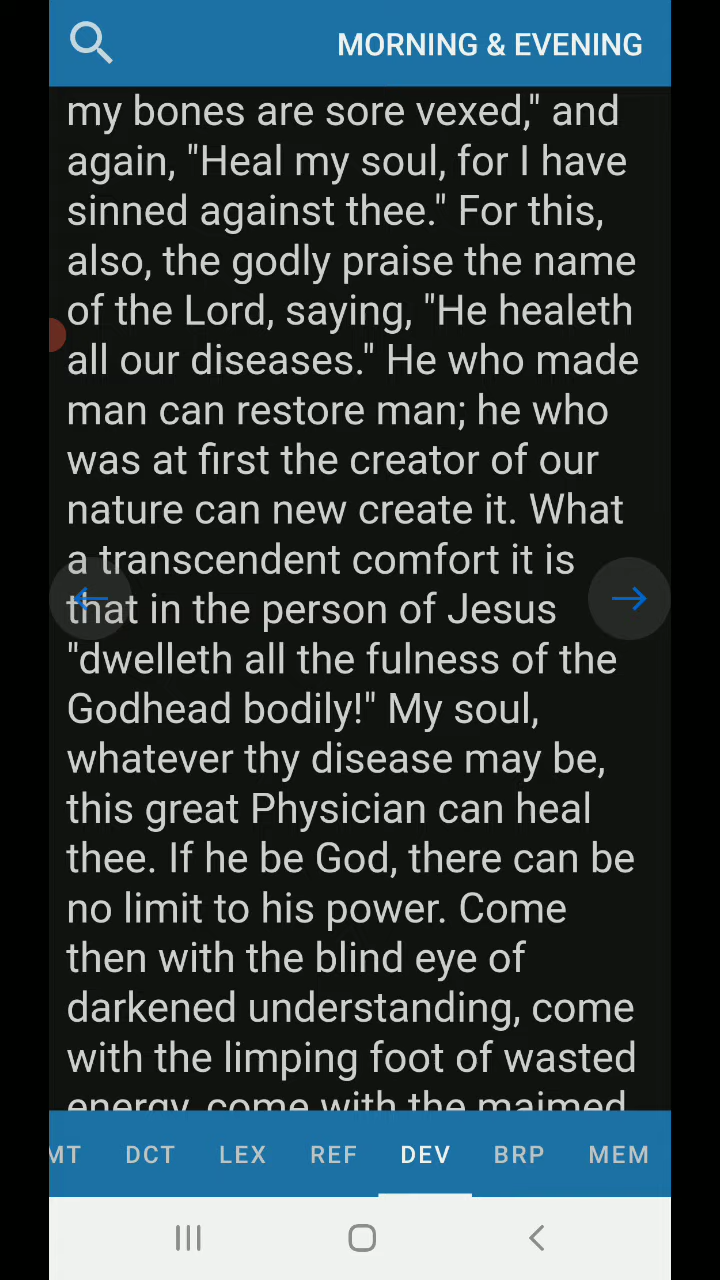 MORNING & EVENING
my bones are sore vexed," and
again, "Heal my soul, for I have
sinned against thee." For this,
also, the godly praise the name
of the Lord, saying, "He healeth
all our diseases." He who made
man can restore man; he who
was at first the creator of our
nature can new create it. What
a transcendent comfort it is
that in the person of Jesus
"dwelleth all the fulness of the
Godhead bodily!" My soul,
whatever thy disease may be,
this great Physician can heal
thee. If he be God, there can be
no limit to his power. Come
then with the blind eye of
darkened understanding, come
with the limping foot of wasted
energy, come with the maimed
MT DCT LEX REF DEV BRP MEM